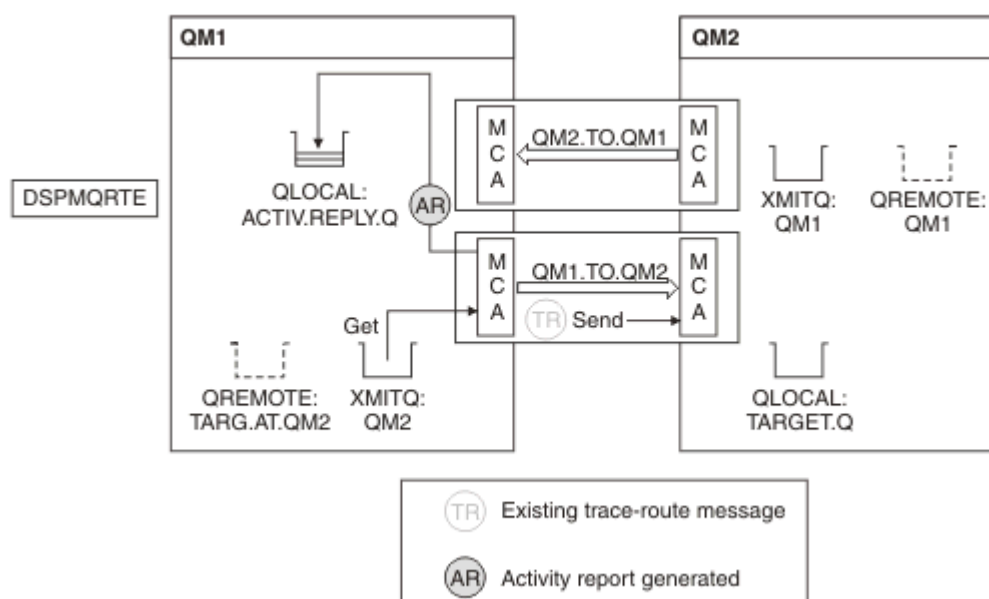 QM1
QM2
DSPMQRTE
QLOCAL:
ACTIV.REPLY.Q
AR
M
C
A
QM2.TO.QM1
M
C
A
XMITQ:
QM1
QREMOTE:
QM1
M
C
A
QM1.TO.QM2
TR Send
M
C
A
Get
QREMOTE:
TARG.AT.QM2
XMITQ:
QM2
QLOCAL:
TARGET.Q
TR Existing trace-route message
AR Activity report generated